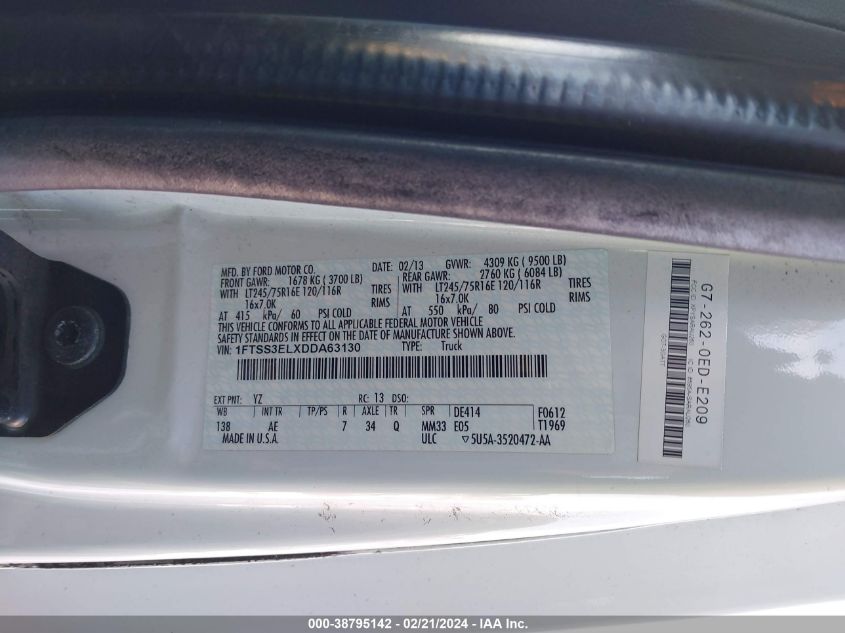 MFD. BY FORD MOTOR CO. DATE: 02/13 GVWR: 4309 KG ( 9500 LB)
FRONT GAWR: 1678 KG ( 3700 LB) REAR GAWR: 2760 KG ( 6084 LB)
WITH LT245/75R16E 120/116R TIRES WITH LT245/75R16E 120/116R TIRES
16x7.0K RIMS 16x7.0K RIMS
AT 415 kPa/ 60 PSI COLD AT 550 kPa/ 80 PSI COLD
THIS VEHICLE CONFORMS TO ALL APPLICABLE FEDERAL MOTOR VEHICLE
SAFETY STANDARDS IN EFFECT ON THE DATE OF MANUFACTURE SHOWN ABOVE.
VIN: 1FTSS3ELXDDA63130 TYPE: Truck
EXT PNT: YZ RC: 13 DSO:
WB INT TR TP/PS R AXLE TR SPR DE414 F0612
138 AE 7 34 Q MM33 E05 T1969
MADE IN U.S.A. ULC ▽5U5A-3520472-AA
G7-262-0ED-E209
000-38795142 - 02/21/2024 - IAA Inc.